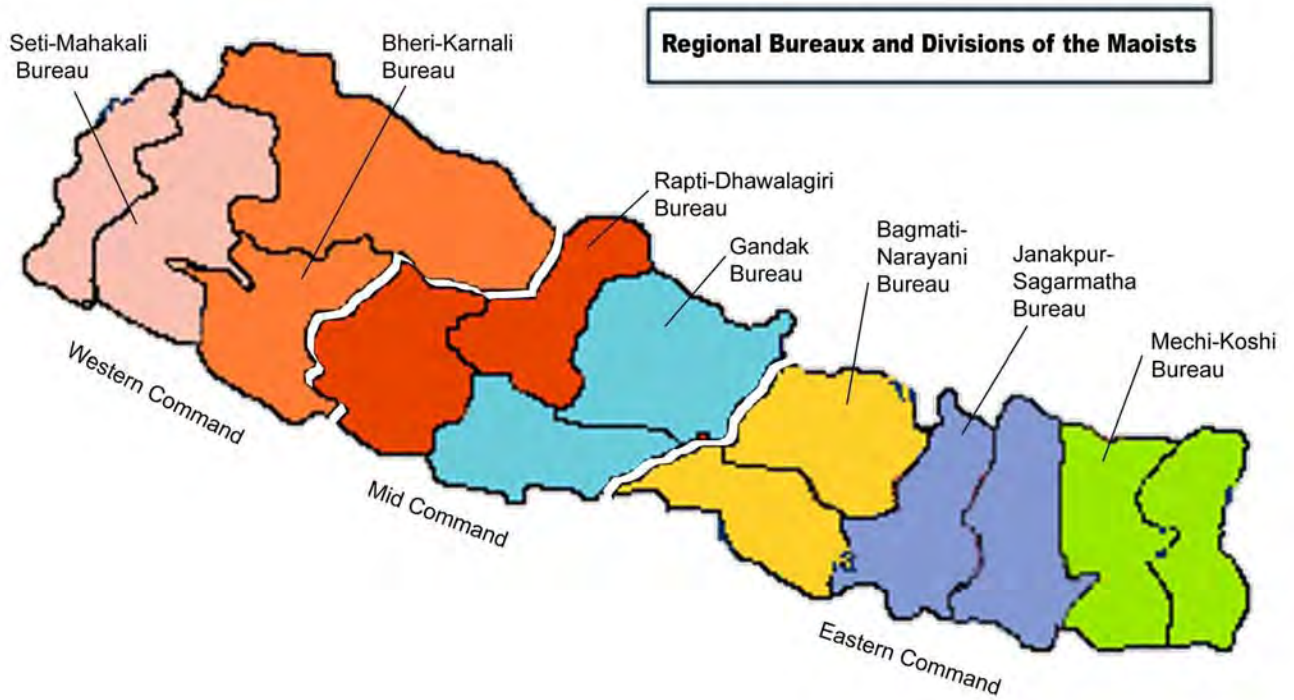 Regional Bureaux and Divisions of the Maoists
Seti-Mahakali
Bureau
Bheri-Karnali
Bureau
Rapti-Dhawalagiri
Bureau
Gandak
Bureau
Bagmati-
Narayani
Bureau
Janakpur-
Sagarmatha
Bureau
Mechi-Koshi
Bureau
Western Command
Mid Command
Eastern Command